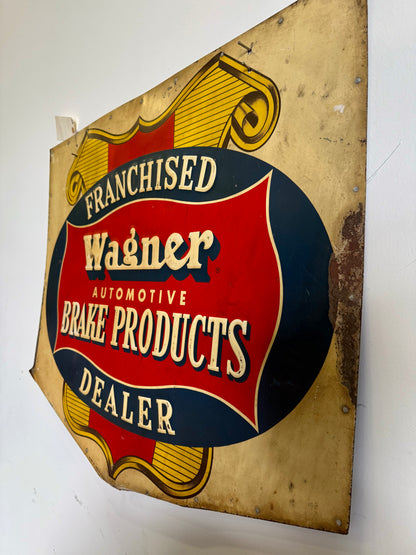 FRANCHISED
Wagner
AUTOMOTIVE
BRAKE PRODUCTS
DEALER